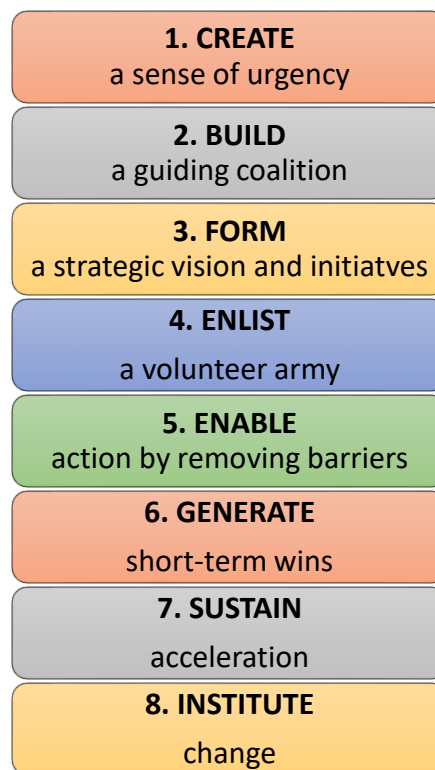 1. CREATE
a sense of urgency
2. BUILD
a guiding coalition
3. FORM
a strategic vision and initiatves
4. ENLIST
a volunteer army
5. ENABLE
action by removing barriers
6. GENERATE
short-term wins
7. SUSTAIN
acceleration
8. INSTITUTE
change